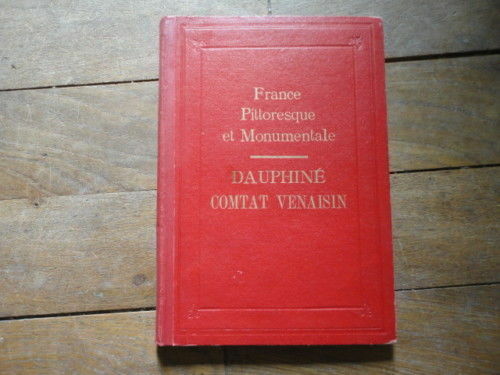 France
Pittoresque
et Monumentale
DAUPHINÉ
COMTAT VENAISIN